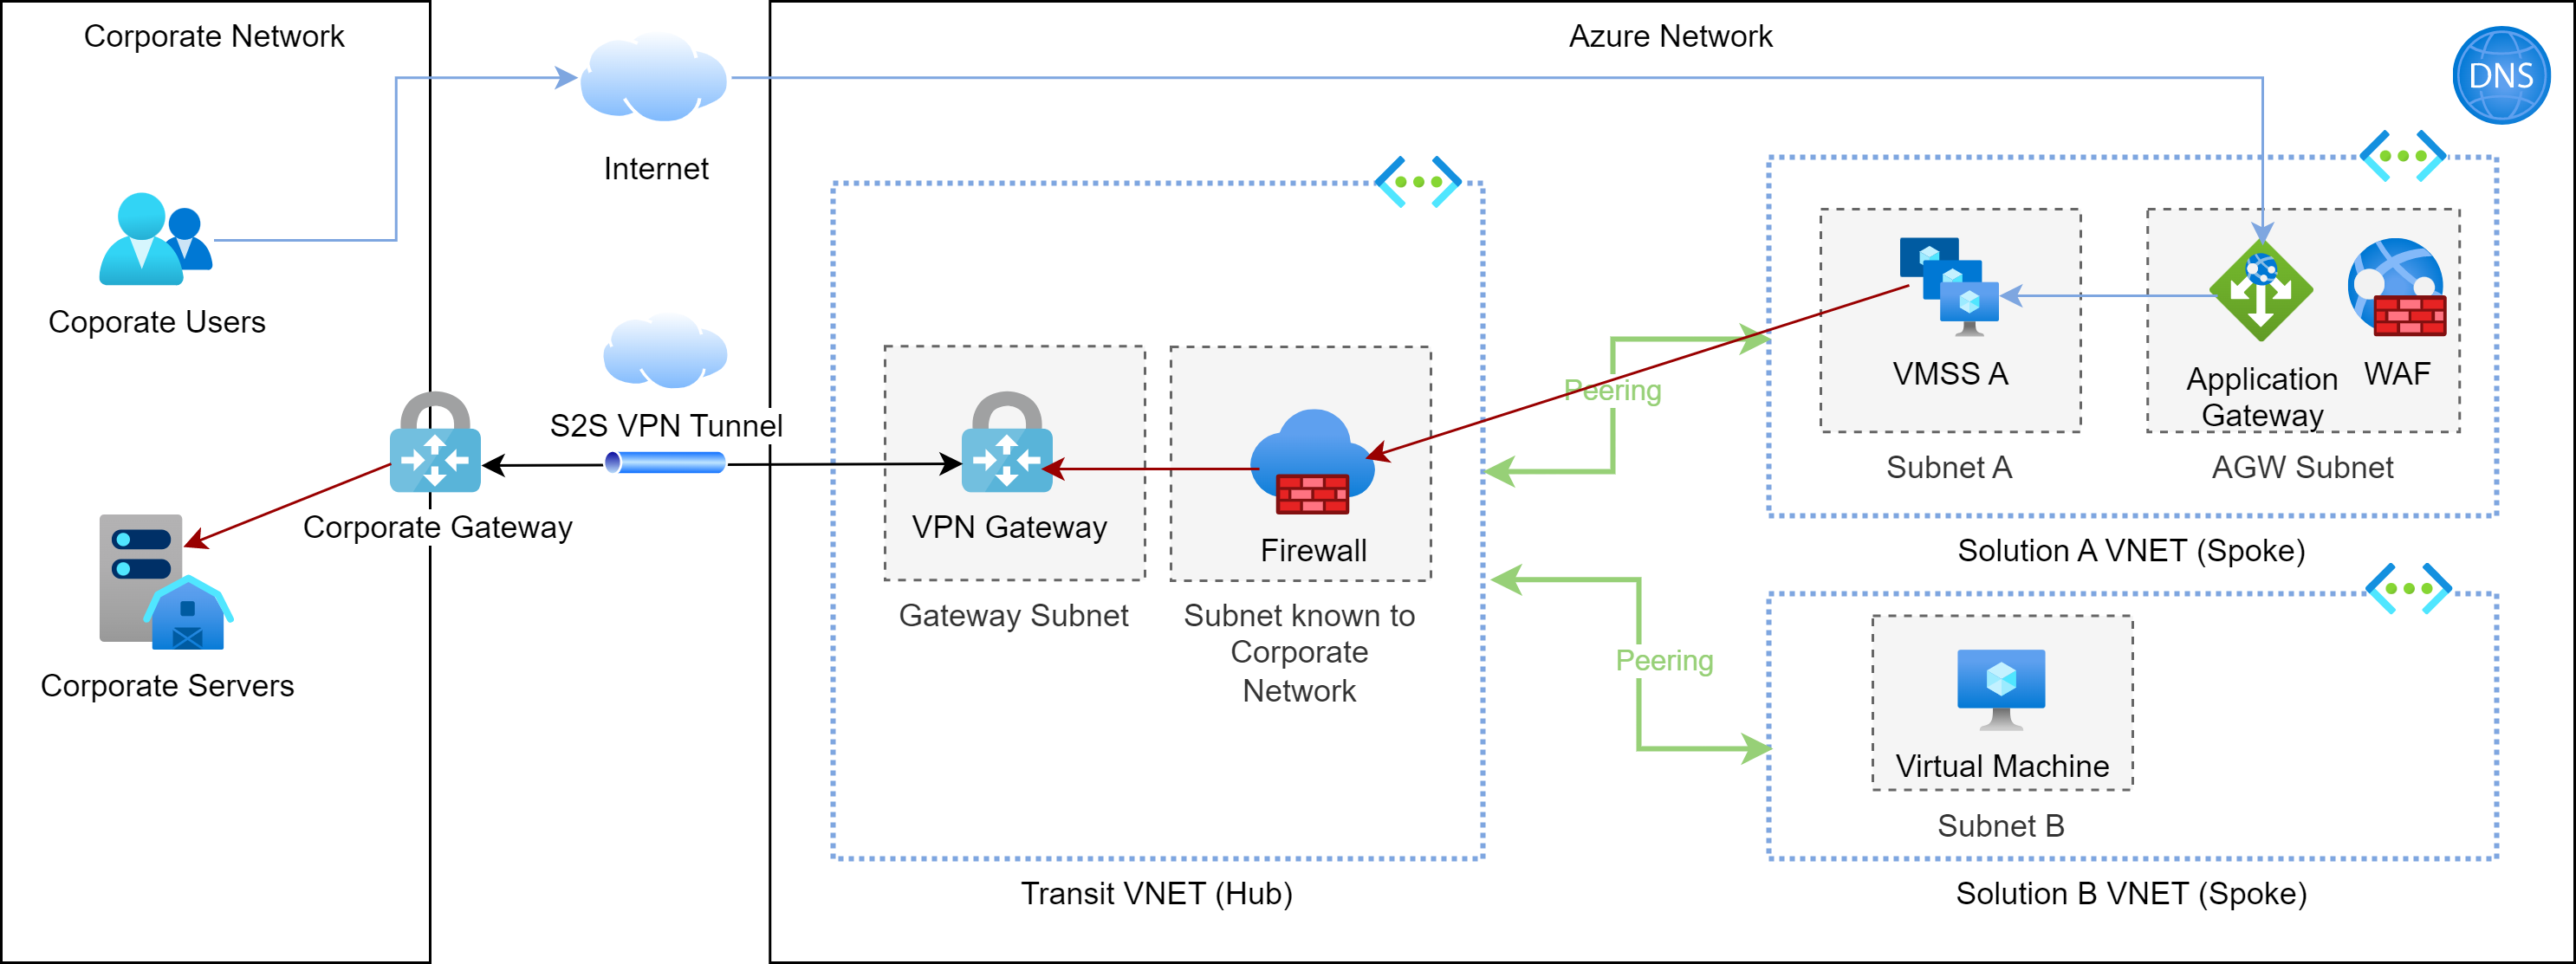 Corporate Network
Azure Network
DNS
Internet
Coporate Users
Peering
VMSS A
Application
Gateway
WAF
S2S VPN Tunnel
Subnet A
AGW Subnet
Corporate Gateway
VPN Gateway
Firewall
Solution A VNET (Spoke)
Gateway Subnet
Subnet known to
Corporate
Network
Corporate Servers
Peering
Virtual Machine
Subnet B
Transit VNET (Hub)
Solution B VNET (Spoke)